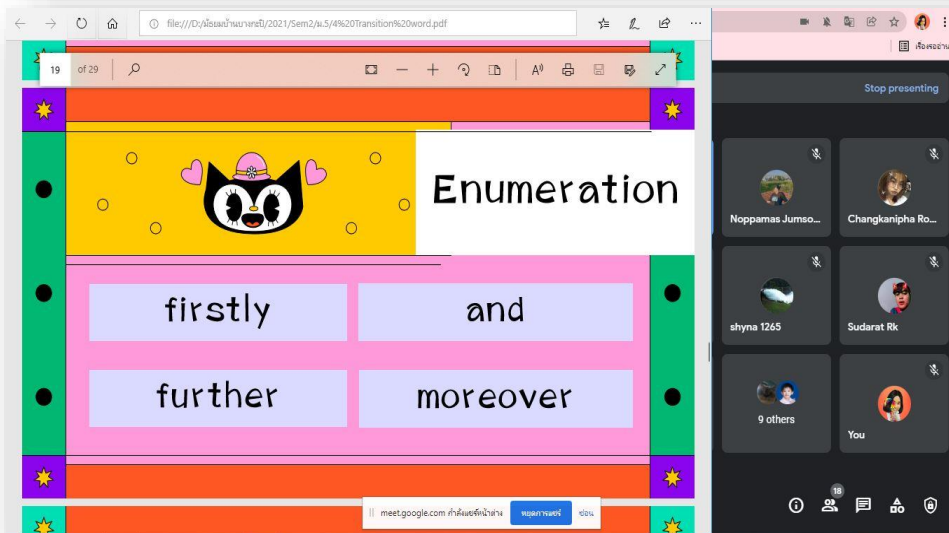 file:///D:/มัธยมบ้านบางกะปิ/2021/Sem2/ม.5/4%20Transition%20word.pdf
19 of 29
Enumeration
firstly and
further moreover
meet.google.com กำลังแชร์หน้าต่าง หยุดการแชร์ ซ่อน
Stop presenting
Noppamas Jumso... Changkanipha Ro...
shyna 1265 Sudarat Rk
9 others You
18